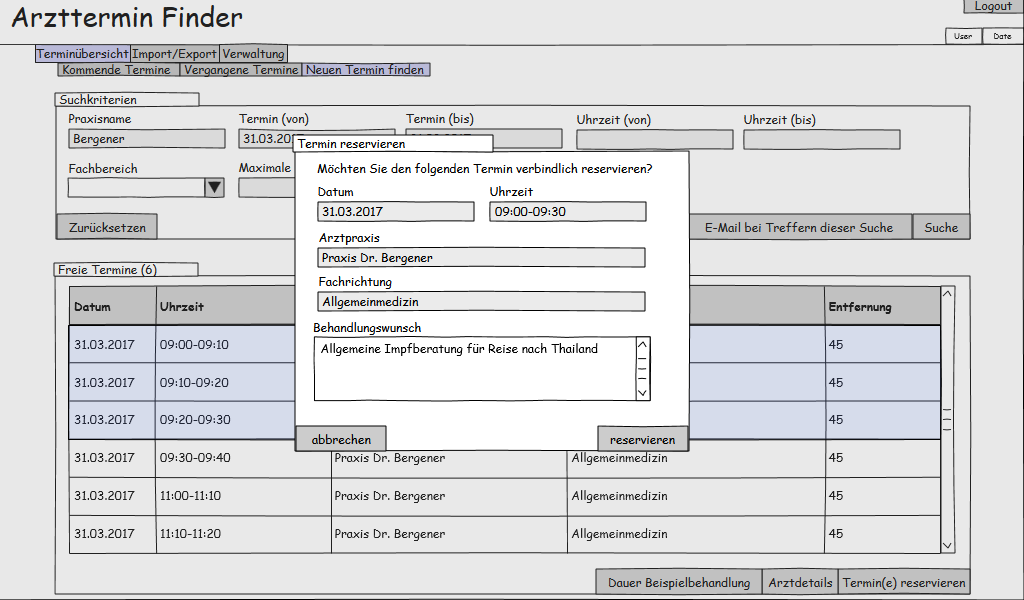 Arzttermin Finder
Logout
User Date
Terminübersicht Import/Export Verwaltung
Kommende Termine Vergangene Termine Neuen Termin finden
Suchkriterien
Praxisname Termin (von) Termin (bis) Uhrzeit (von) Uhrzeit (bis)
Bergener 31.03.201
Fachbereich Maximale
Zurücksetzen E-Mail bei Treffern dieser Suche Suche
Termin reservieren
Möchten Sie den folgenden Termin verbindlich reservieren?
Datum Uhrzeit
31.03.2017 09:00-09:30
Arztpraxis
Praxis Dr. Bergener
Fachrichtung
Allgemeinmedizin
Behandlungswunsch
Allgemeine Impfberatung für Reise nach Thailand
abbrechen reservieren
Freie Termine (6)
Datum Uhrzeit Entfernung
31.03.2017 09:00-09:10 45
31.03.2017 09:10-09:20 45
31.03.2017 09:20-09:30 45
31.03.2017 09:30-09:40 Praxis Dr. Bergener Allgemeinmedizin 45
31.03.2017 11:00-11:10 Praxis Dr. Bergener Allgemeinmedizin 45
31.03.2017 11:10-11:20 Praxis Dr. Bergener Allgemeinmedizin 45
Dauer Beispielbehandlung Arztdetails Termin(e) reservieren